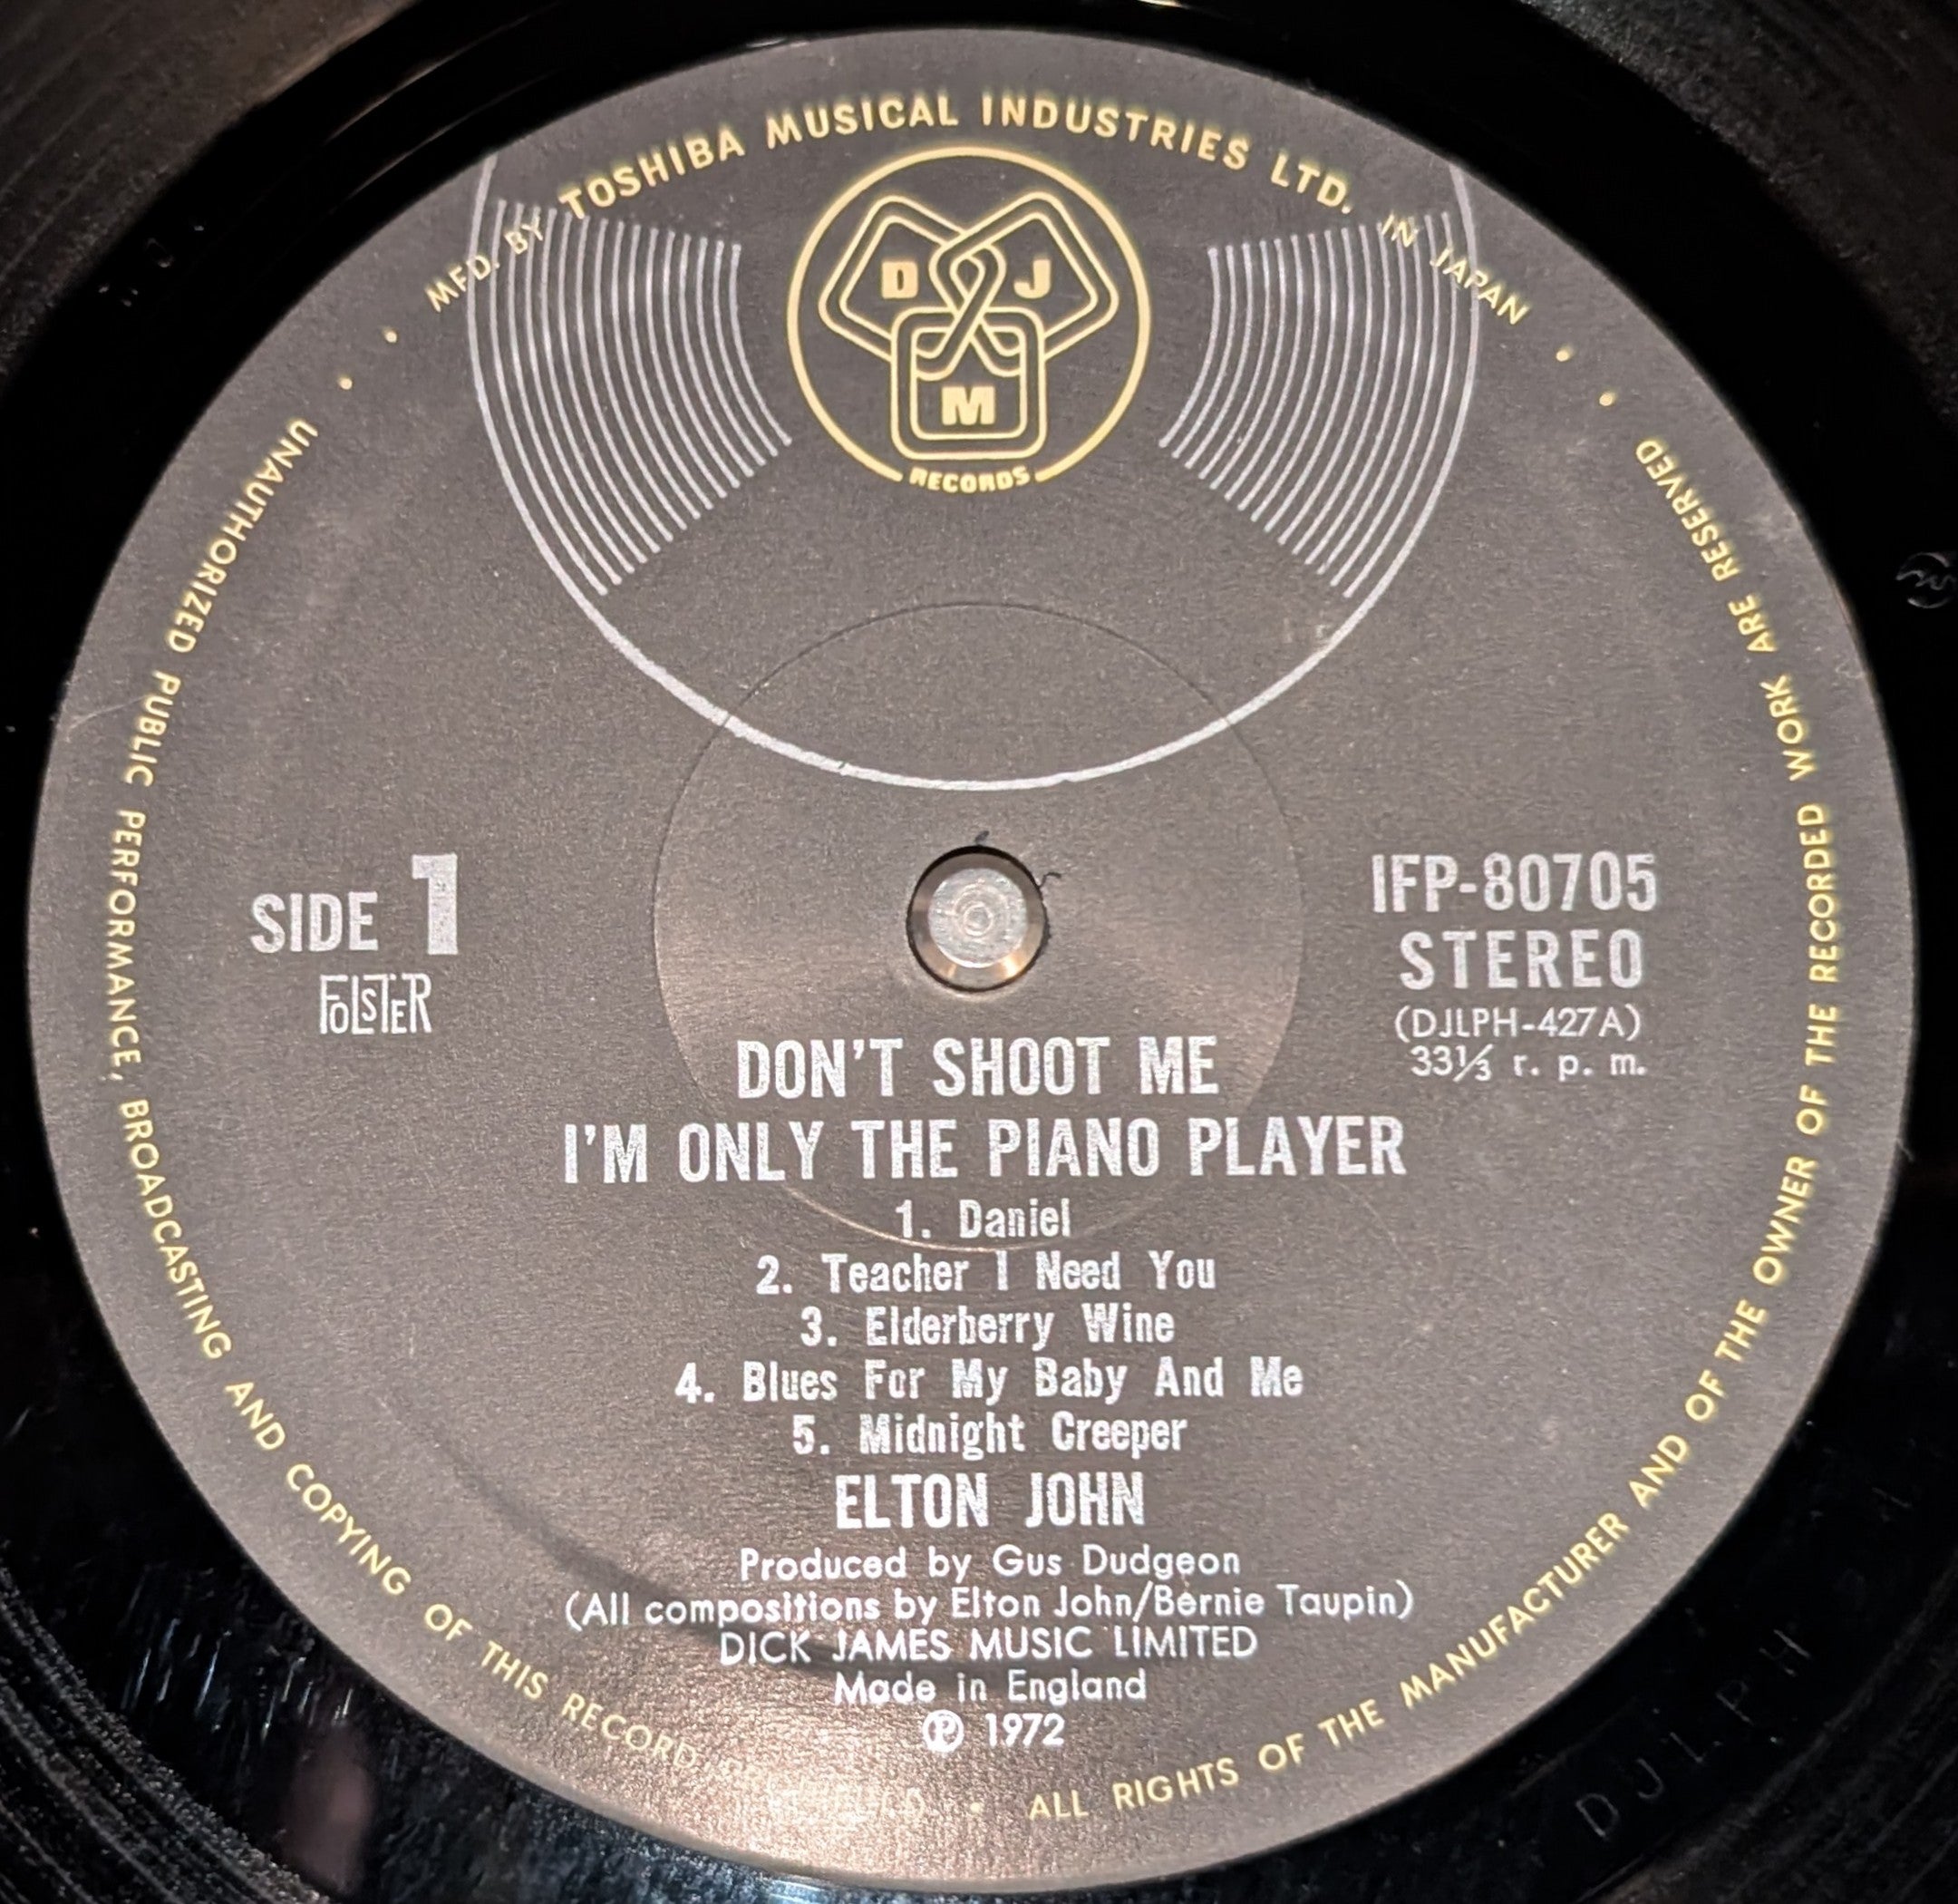 MFD. BY TOSHIBA MUSICAL INDUSTRIES LTD. IN JAPAN
D J
M
RECORDS
SIDE 1
FOLSTER
IFP-80705
STEREO
(DJLPH-427A)
33⅓ r. p. m.
DON'T SHOOT ME
I'M ONLY THE PIANO PLAYER
1. Daniel
2. Teacher I Need You
3. Elderberry Wine
4. Blues For My Baby And Me
5. Midnight Creeper
ELTON JOHN
Produced by Gus Dudgeon
(All compositions by Elton John/Bernie Taupin)
DICK JAMES MUSIC LIMITED
Made in England
℗ 1972
UNAUTHORIZED PUBLIC PERFORMANCE, BROADCASTING AND COPYING OF THIS RECORD • ALL RIGHTS OF THE MANUFACTURER AND OF THE OWNER OF THE RECORDED WORK ARE RESERVED
DJLPH